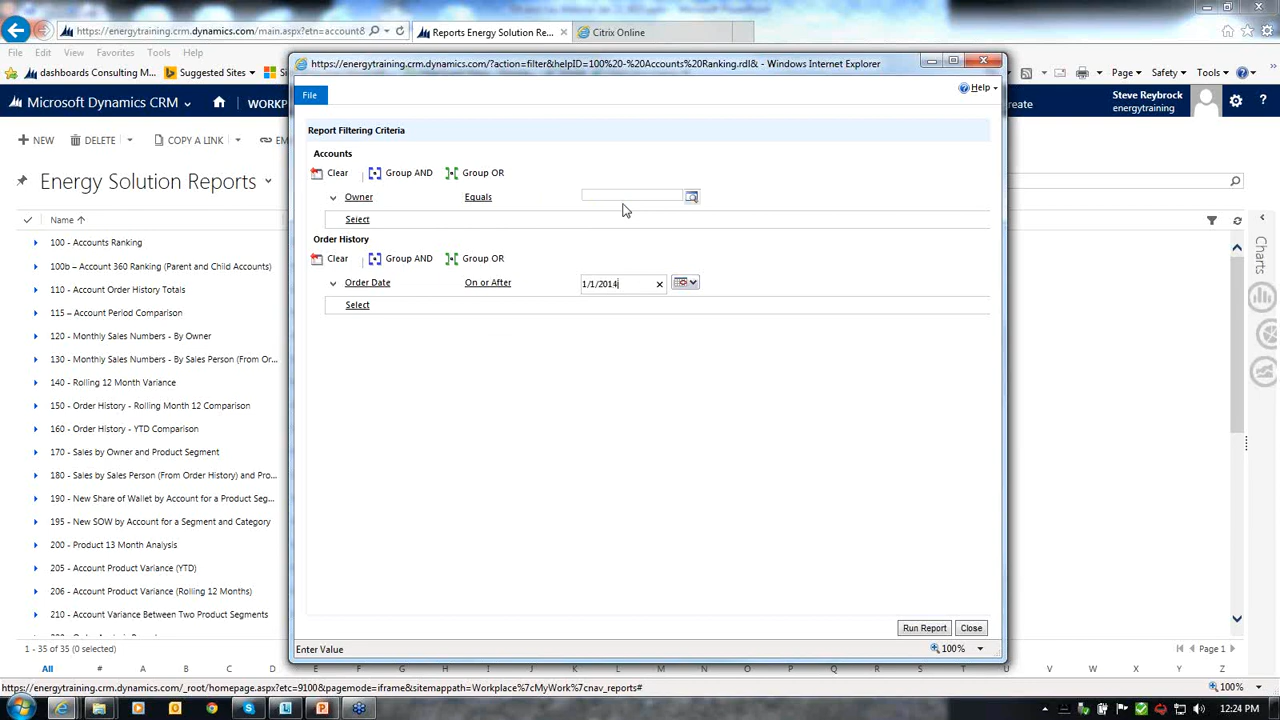 https://energytraining.crm.dynamics.com/main.aspx?etn=account&
Reports Energy Solution Re...
Citrix Online
File Edit View Favorites Tools Help
dashboards Consulting M...
Suggested Sites
Page
Safety
Tools
https://energytraining.crm.dynamics.com/?action=filter&helpID=100%20-%20Accounts%20Ranking.rdl& - Windows Internet Explorer
File
Help
Microsoft Dynamics CRM
WORKP
Create
Steve Reybrock
energytraining
?
NEW
DELETE
COPY A LINK
EM
Energy Solution Reports
Name
100 - Accounts Ranking
100b – Account 360 Ranking (Parent and Child Accounts)
110 - Account Order History Totals
115 – Account Period Comparison
120 - Monthly Sales Numbers - By Owner
130 - Monthly Sales Numbers - By Sales Person (From Or...
140 - Rolling 12 Month Variance
150 - Order History - Rolling Month 12 Comparison
160 - Order History - YTD Comparison
170 - Sales by Owner and Product Segment
180 - Sales by Sales Person (From Order History) and Pro...
190 - New Share of Wallet by Account for a Product Seg...
195 - New SOW by Account for a Segment and Category
200 - Product 13 Month Analysis
205 - Account Product Variance (YTD)
206 – Account Product Variance (Rolling 12 Months)
210 - Account Variance Between Two Product Segments
1 - 35 of 35 (0 selected)
Report Filtering Criteria
Accounts
Clear
Group AND
Group OR
Owner
Equals
Select
Order History
Clear
Group AND
Group OR
Order Date
On or After
1/1/2014
Select
Run Report
Close
Enter Value
100%
Charts
Page 1
All # A B C D E F G H I J K L M N O P Q R S T U V W X Y Z
https://energytraining.crm.dynamics.com/_root/homepage.aspx?etc=9100&pagemode=iframe&sitemappath=Workplace%7cMyWork%7cnav_reports#
100%
12:24 PM